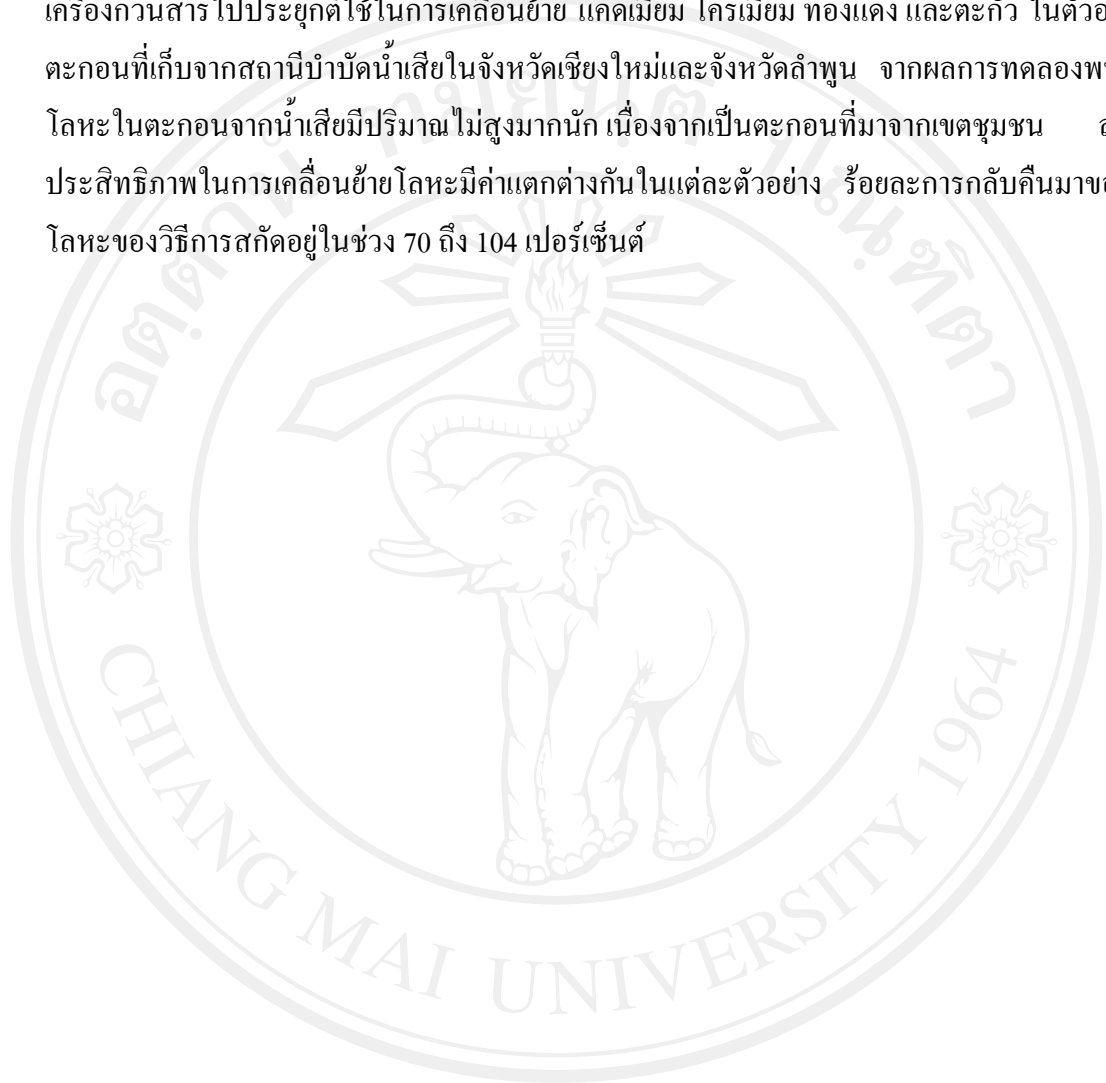 เครื่องกวนสารไปประยุกต์ใช้ในการเคลื่อนย้าย แคดเมียม โครเมียม ทองแดง และตะกั่ว ในตัวอ
ตะกอนที่เก็บจากสถานีบำบัดน้ำเสียในจังหวัดเชียงใหม่และจังหวัดลำพูน จากผลการทดลองพ
โลหะในตะกอนจากน้ำเสียมีปริมาณไม่สูงมากนัก เนื่องจากเป็นตะกอนที่มาจากเขตชุมชน
ประสิทธิภาพในการเคลื่อนย้ายโลหะมีค่าแตกต่างกันในแต่ละตัวอย่าง ร้อยละการกลับคืนมาขอ
โลหะของวิธีการสกัดอยู่ในช่วง 70 ถึง 104 เปอร์เซ็นต์
CHIANG MAI UNIVERSITY 1964